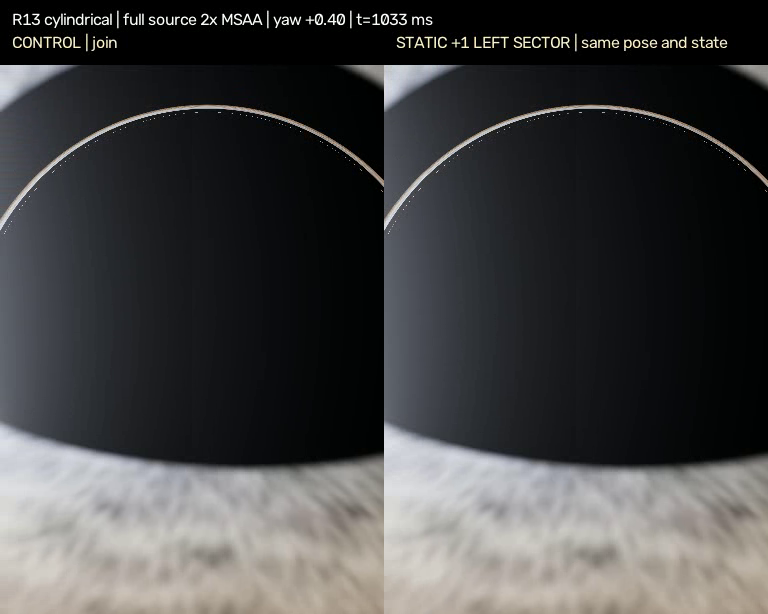 R13 cylindrical | full source 2x MSAA | yaw +0.40 | t=1033 ms
CONTROL | join
STATIC +1 LEFT SECTOR | same pose and state